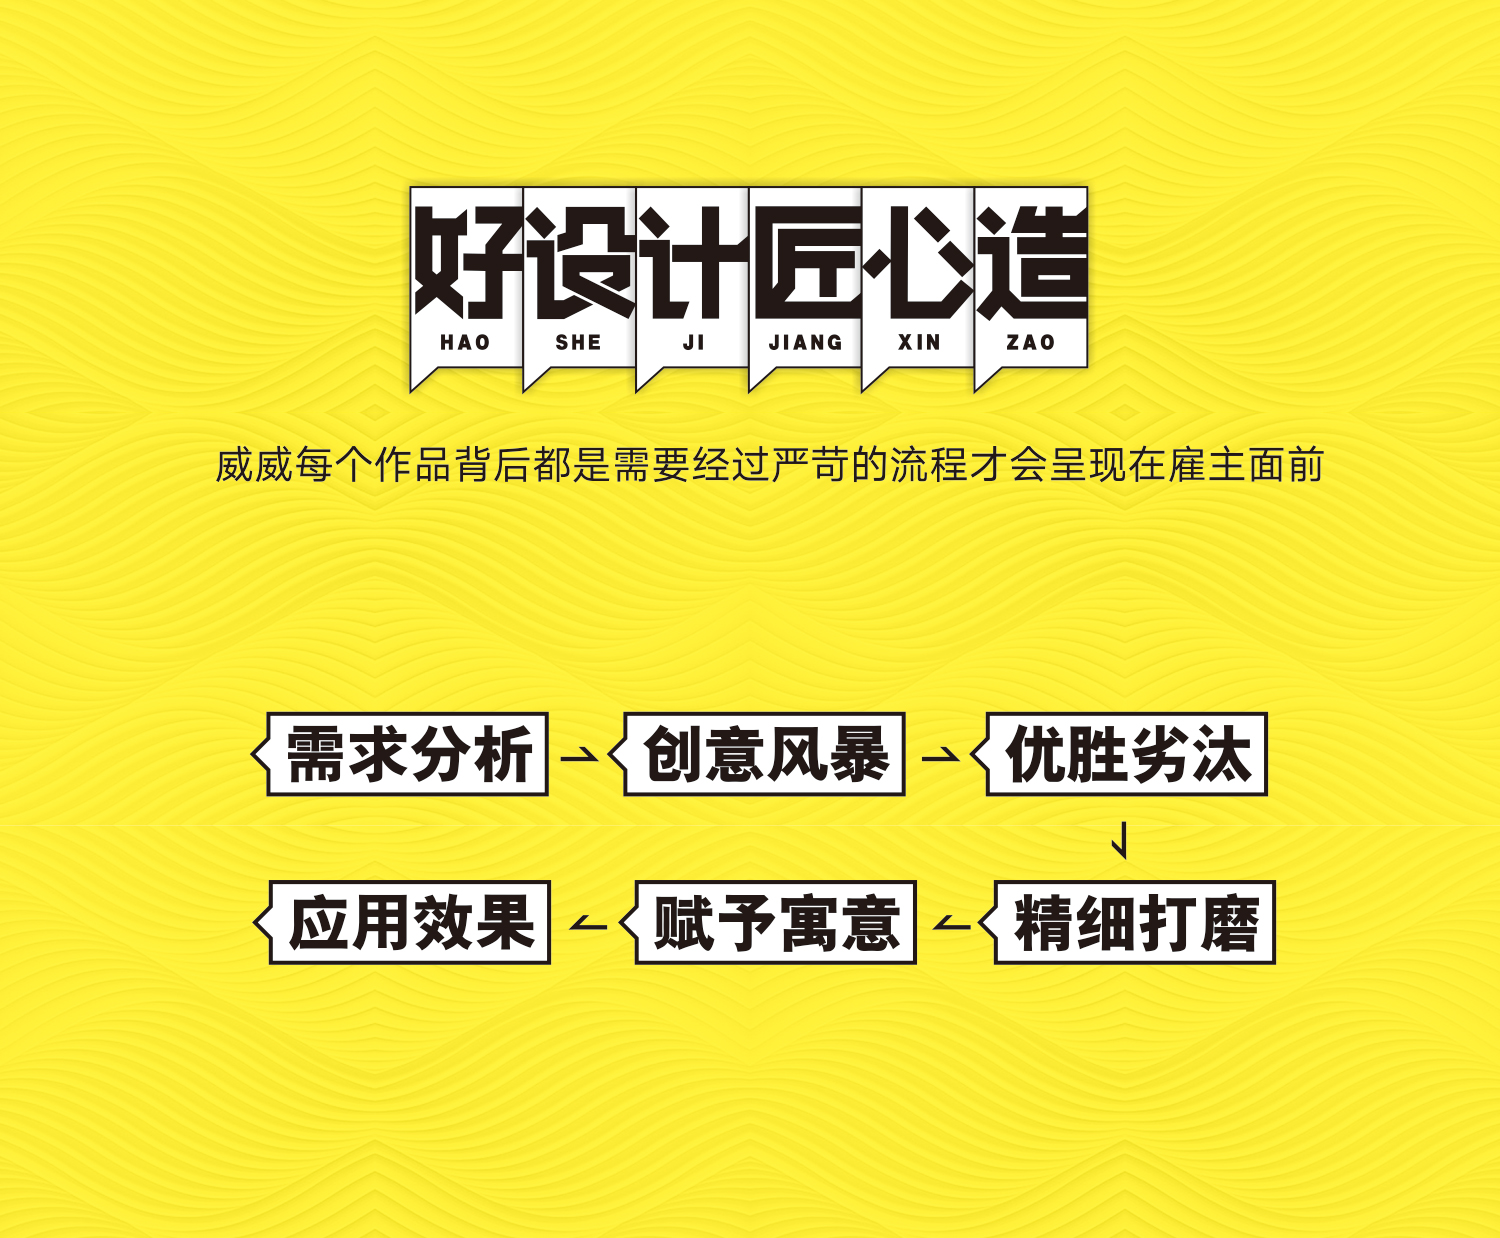 好设计匠心造
HAO SHE JI JIANG XIN ZAO
威威每个作品背后都是需要经过严苛的流程才会呈现在雇主面前
需求分析
创意风暴
优胜劣汰
精细打磨
赋予寓意
应用效果